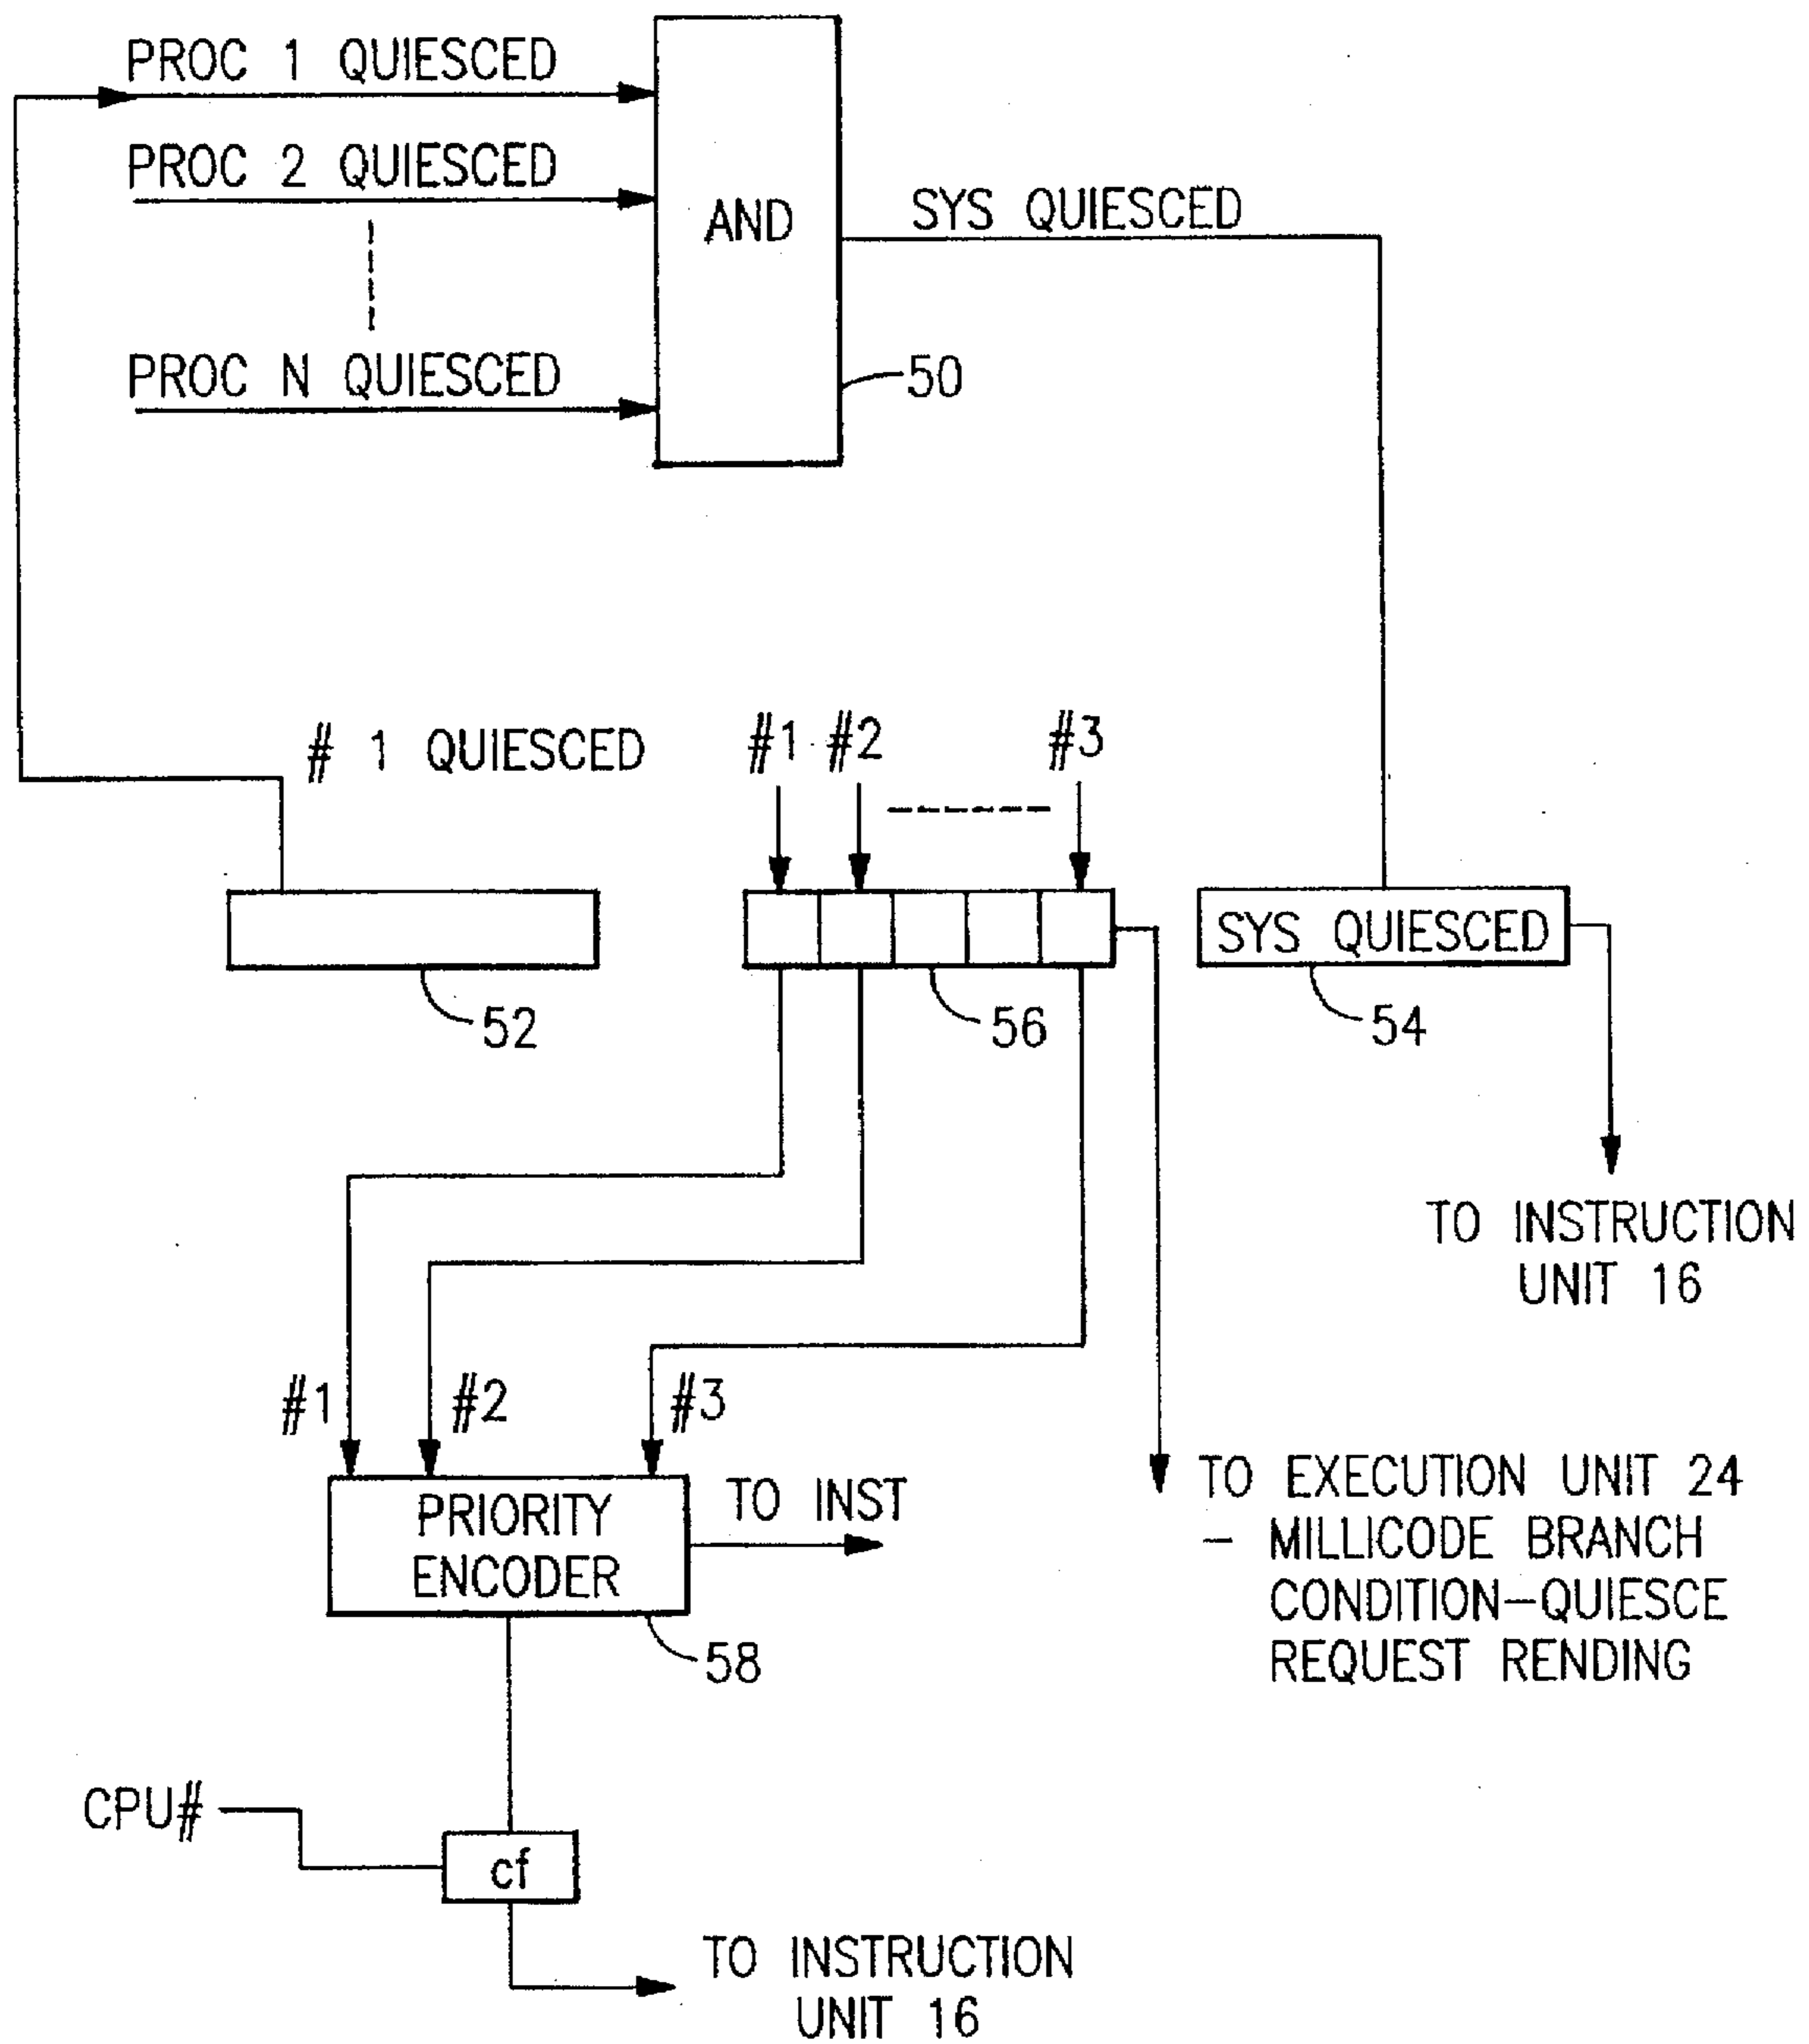 PROC 1 QUIESCED
PROC 2 QUIESCED
PROC N QUIESCED
AND
SYS QUIESCED
50
# 1 QUIESCED
#1
#2
#3
SYS QUIESCED
52
56
54
TO INSTRUCTION
UNIT 16
#1
#2
#3
PRIORITY
ENCODER
TO INST
58
TO EXECUTION UNIT 24
- MILLICODE BRANCH
CONDITION-QUIESCE
REQUEST RENDING
CPU#
cf
TO INSTRUCTION
UNIT 16